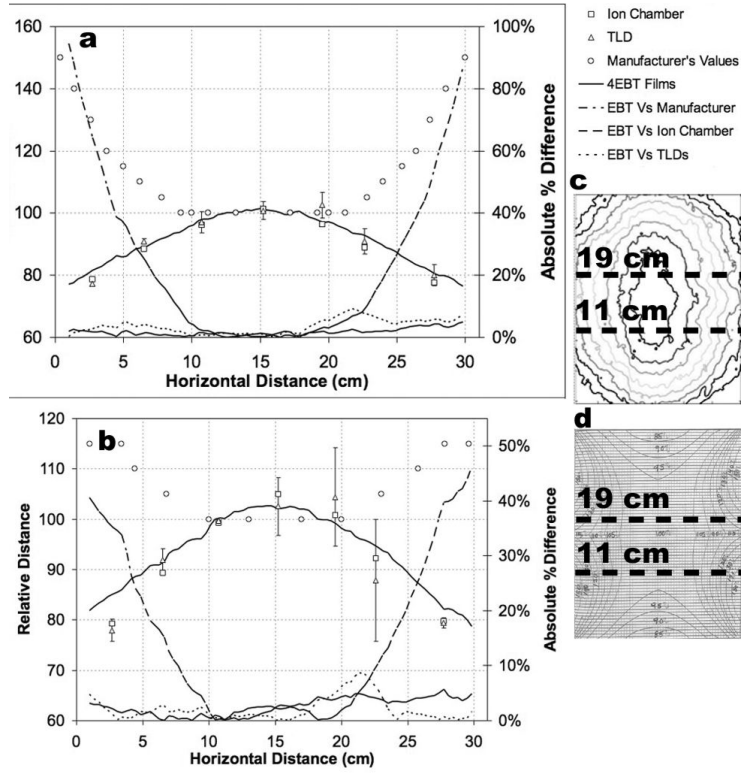 a
160
140
120
100
80
60
100%
80%
60%
40%
20%
0%
Absolute % Difference
0 5 10 15 20 25 30
Horizontal Distance (cm)
Ion Chamber
TLD
Manufacturer's Values
4EBT Films
EBT Vs Manufacturer
EBT Vs Ion Chamber
EBT Vs TLDs
c
19 cm
11 cm
b
120
110
100
90
80
70
60
Relative Distance
50%
40%
30%
20%
10%
0%
Absolute % Difference
0 5 10 15 20 25 30
Horizontal Distance (cm)
d
19 cm
11 cm